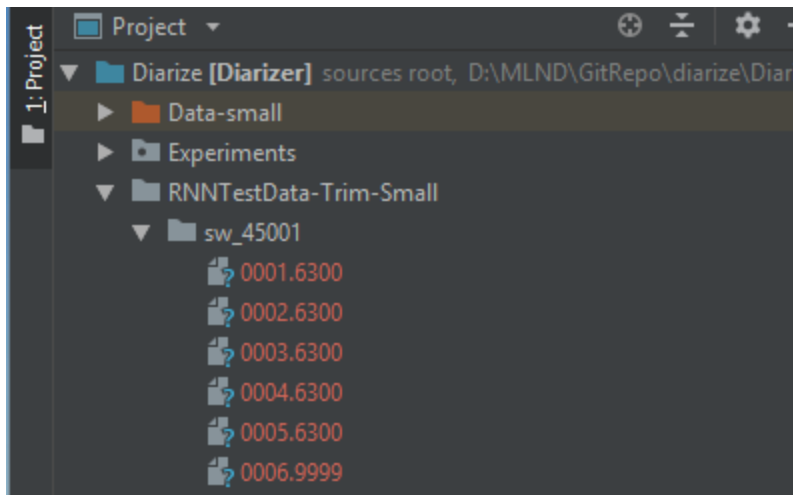 1: Project
Project
Diarize [Diarizer] sources root, D:\MLND\GitRepo\diarize\Diar
Data-small
Experiments
RNNTestData-Trim-Small
sw_45001
0001.6300
0002.6300
0003.6300
0004.6300
0005.6300
0006.9999